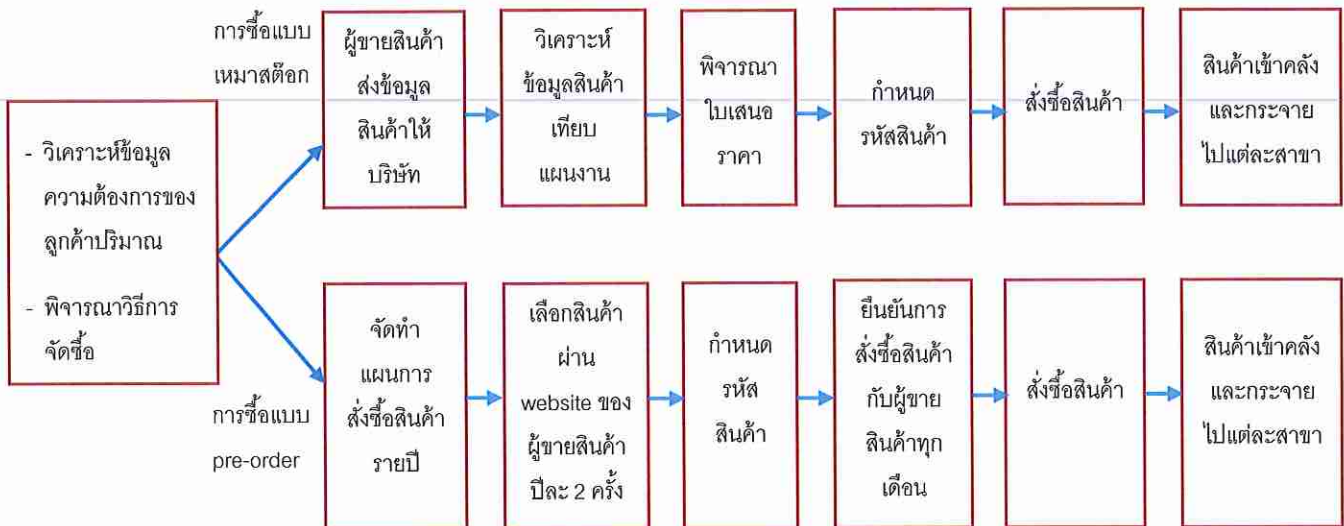 - วิเคราะห์ข้อมูล
ความต้องการของ
ลูกค้าปริมาณ
- พิจารณาวิธีการ
จัดซื้อ
การซื้อแบบ
เหมาสต๊อก
ผู้ขายสินค้า
ส่งข้อมูล
สินค้าให้
บริษัท
วิเคราะห์
ข้อมูลสินค้า
เทียบ
แผนงาน
พิจารณา
ใบเสนอ
ราคา
กำหนด
รหัสสินค้า
สั่งซื้อสินค้า
สินค้าเข้าคลัง
และกระจาย
ไปแต่ละสาขา
การซื้อแบบ
pre-order
จัดทำ
แผนการ
สั่งซื้อสินค้า
รายปี
เลือกสินค้า
ผ่าน
website ของ
ผู้ขายสินค้า
ปีละ 2 ครั้ง
กำหนด
รหัส
สินค้า
ยืนยันการ
สั่งซื้อสินค้า
กับผู้ขาย
สินค้าทุก
เดือน
สั่งซื้อสินค้า
สินค้าเข้าคลัง
และกระจาย
ไปแต่ละสาขา